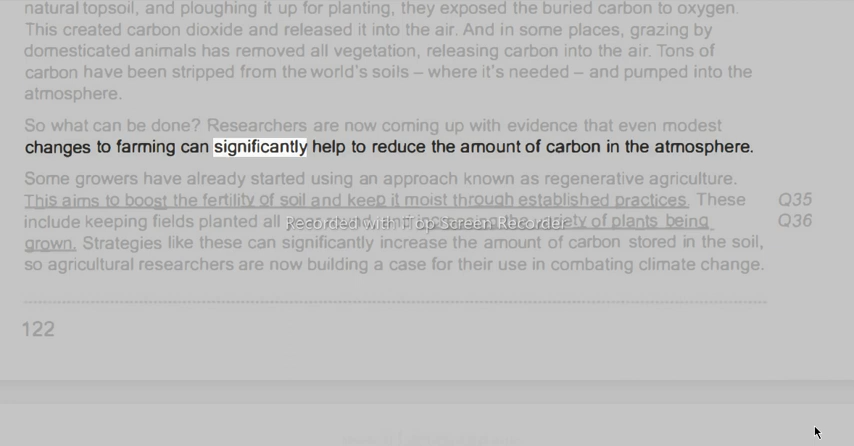 natural topsoil, and ploughing it up for planting, they exposed the buried carbon to oxygen.
This created carbon dioxide and released it into the air. And in some places, grazing by
domesticated animals has removed all vegetation, releasing carbon into the air. Tons of
carbon have been stripped from the world's soils – where it's needed – and pumped into the
atmosphere.
So what can be done? Researchers are now coming up with evidence that even modest
changes to farming can significantly help to reduce the amount of carbon in the atmosphere.
Some growers have already started using an approach known as regenerative agriculture.
This aims to boost the fertility of soil and keep it moist through established practices. These Q35
include keeping fields planted all variety of plants being Q36
Recorded with iTop Screen Recorder
grown. Strategies like these can significantly increase the amount of carbon stored in the soil,
so agricultural researchers are now building a case for their use in combating climate change.
122